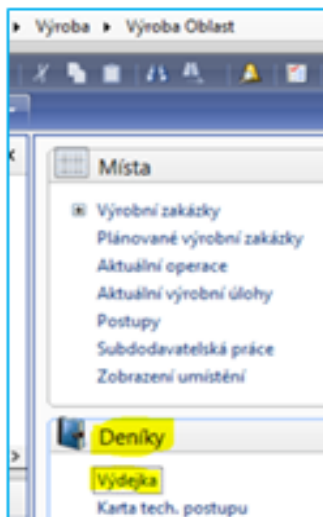 Výroba ▸ Výroba Oblast
Místa
Výrobní zakázky
Plánované výrobní zakázky
Aktuální operace
Aktuální výrobní úlohy
Postupy
Subdodavatelská práce
Zobrazení umístění
Deníky
Výdejka
Karta tech. postupu